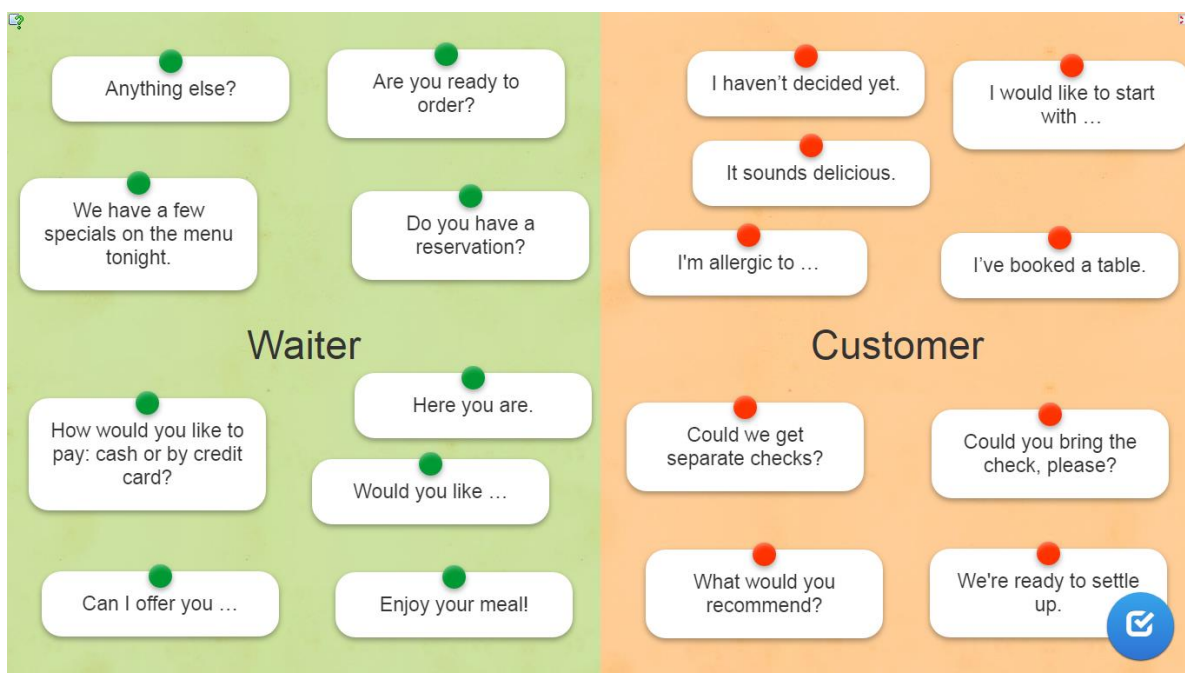 Anything else?
Are you ready to
order?
We have a few
specials on the menu
tonight.
Do you have a
reservation?
Waiter
Here you are.
How would you like to
pay: cash or by credit
card?
Would you like …
Can I offer you …
Enjoy your meal!
I haven’t decided yet.
I would like to start
with …
It sounds delicious.
I'm allergic to …
I’ve booked a table.
Customer
Could we get
separate checks?
Could you bring the
check, please?
What would you
recommend?
We're ready to settle
up.